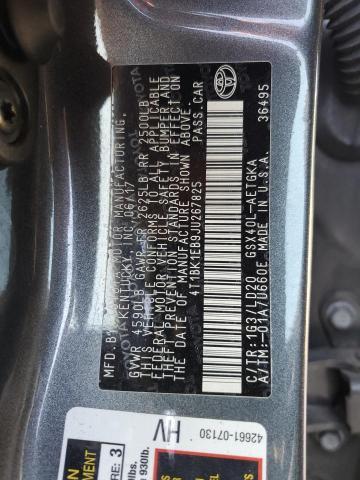 MFD. BY: TOYOTA MOTOR MANUFACTURING,
KENTUCKY, INC. 06/17
GVWR 4590LB GAWR FR 2625LB RR 2500LB
THIS VEHICLE CONFORMS TO ALL APPLICABLE
FEDERAL MOTOR VEHICLE SAFETY, BUMPER AND
THEFT PREVENTION STANDARDS IN EFFECT ON THE
DATE OF MANUFACTURE SHOWN ABOVE.
4T1BK1EB9JU267825 PASS.CAR
C/TR:1G3/LD20 GSX40L-AETGKA
A/TM:-01A/U660E MADE IN U.S.A. 36495
HV
42661-07130